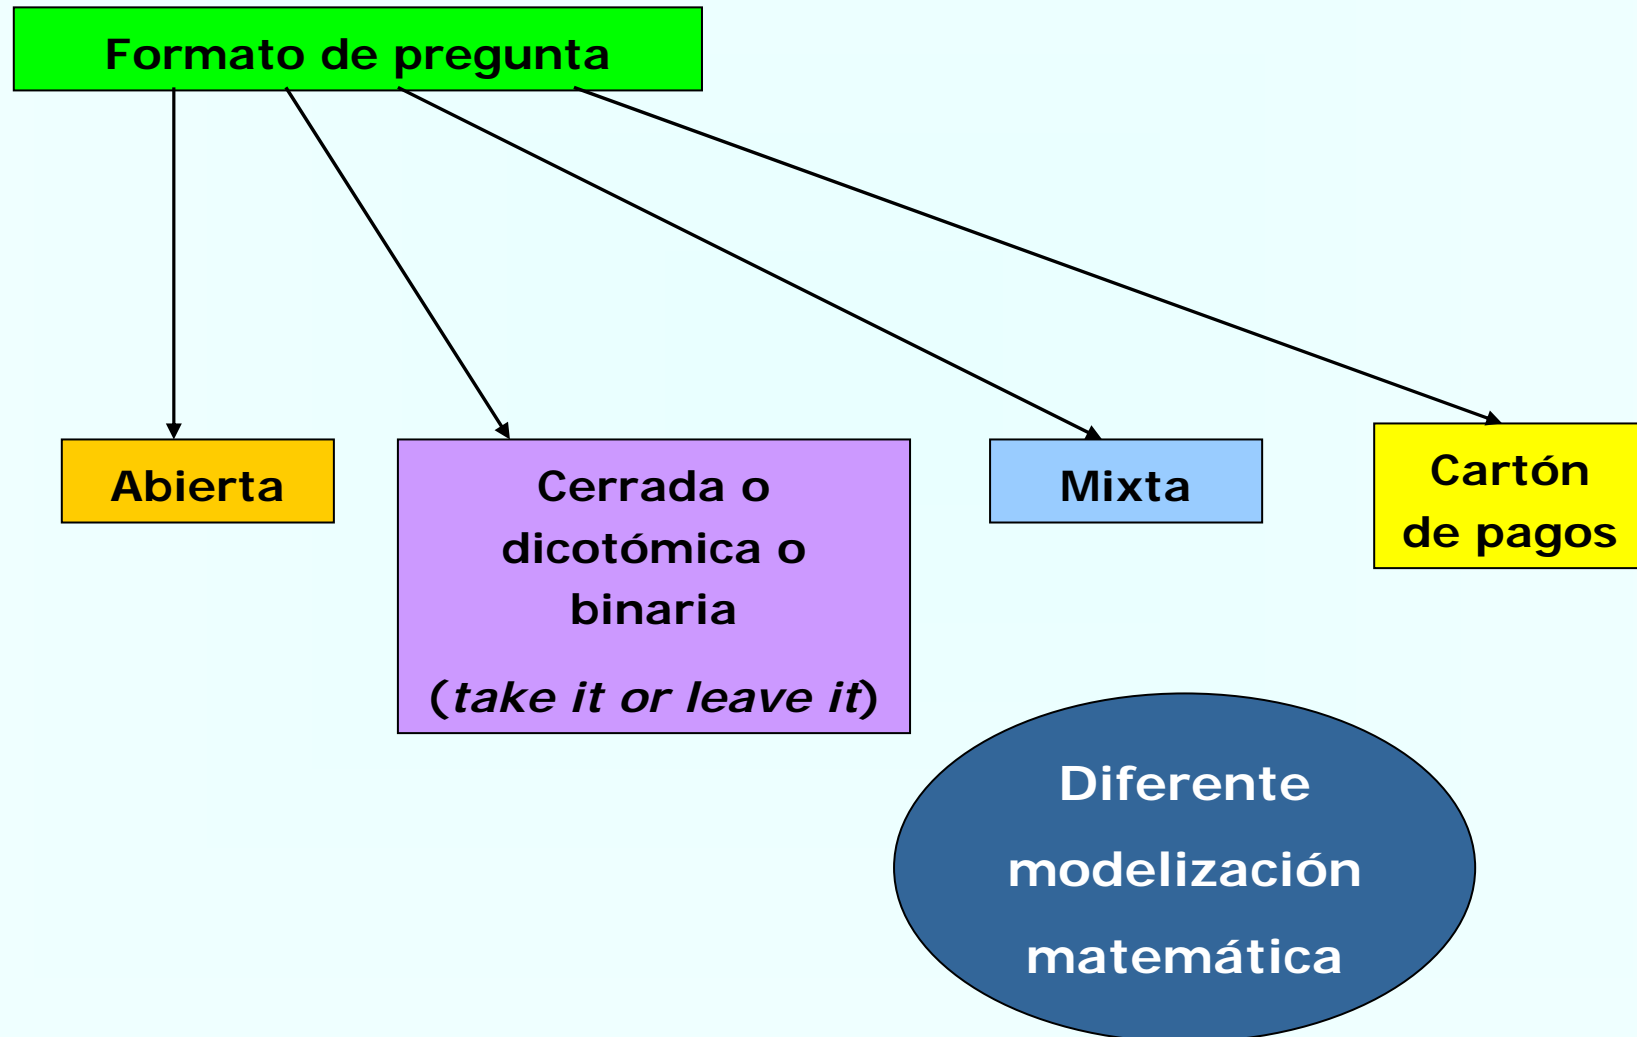 Formato de pregunta
Abierta
Cerrada o
dicotómica o
binaria
(take it or leave it)
Mixta
Cartón
de pagos
Diferente
modelización
matemática